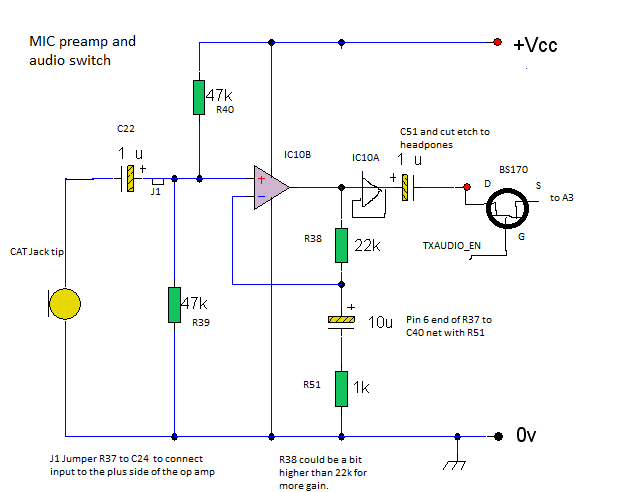 MIC preamp and
audio switch
+Vcc
47k
R40
C22
1 u
+
J1
IC10B
+
-
IC10A
C51 and cut etch to
headpones
1 u
+
BS170
D
S
to A3
G
TXAUDIO_EN
R38
22k
CAT Jack tip
47k
R39
+
10u
Pin 6 end of R37 to
C40 net with R51
R51
1k
0v
J1 Jumper R37 to C24 to connect
input to the plus side of the op amp
R38 could be a bit
higher than 22k for
more gain.